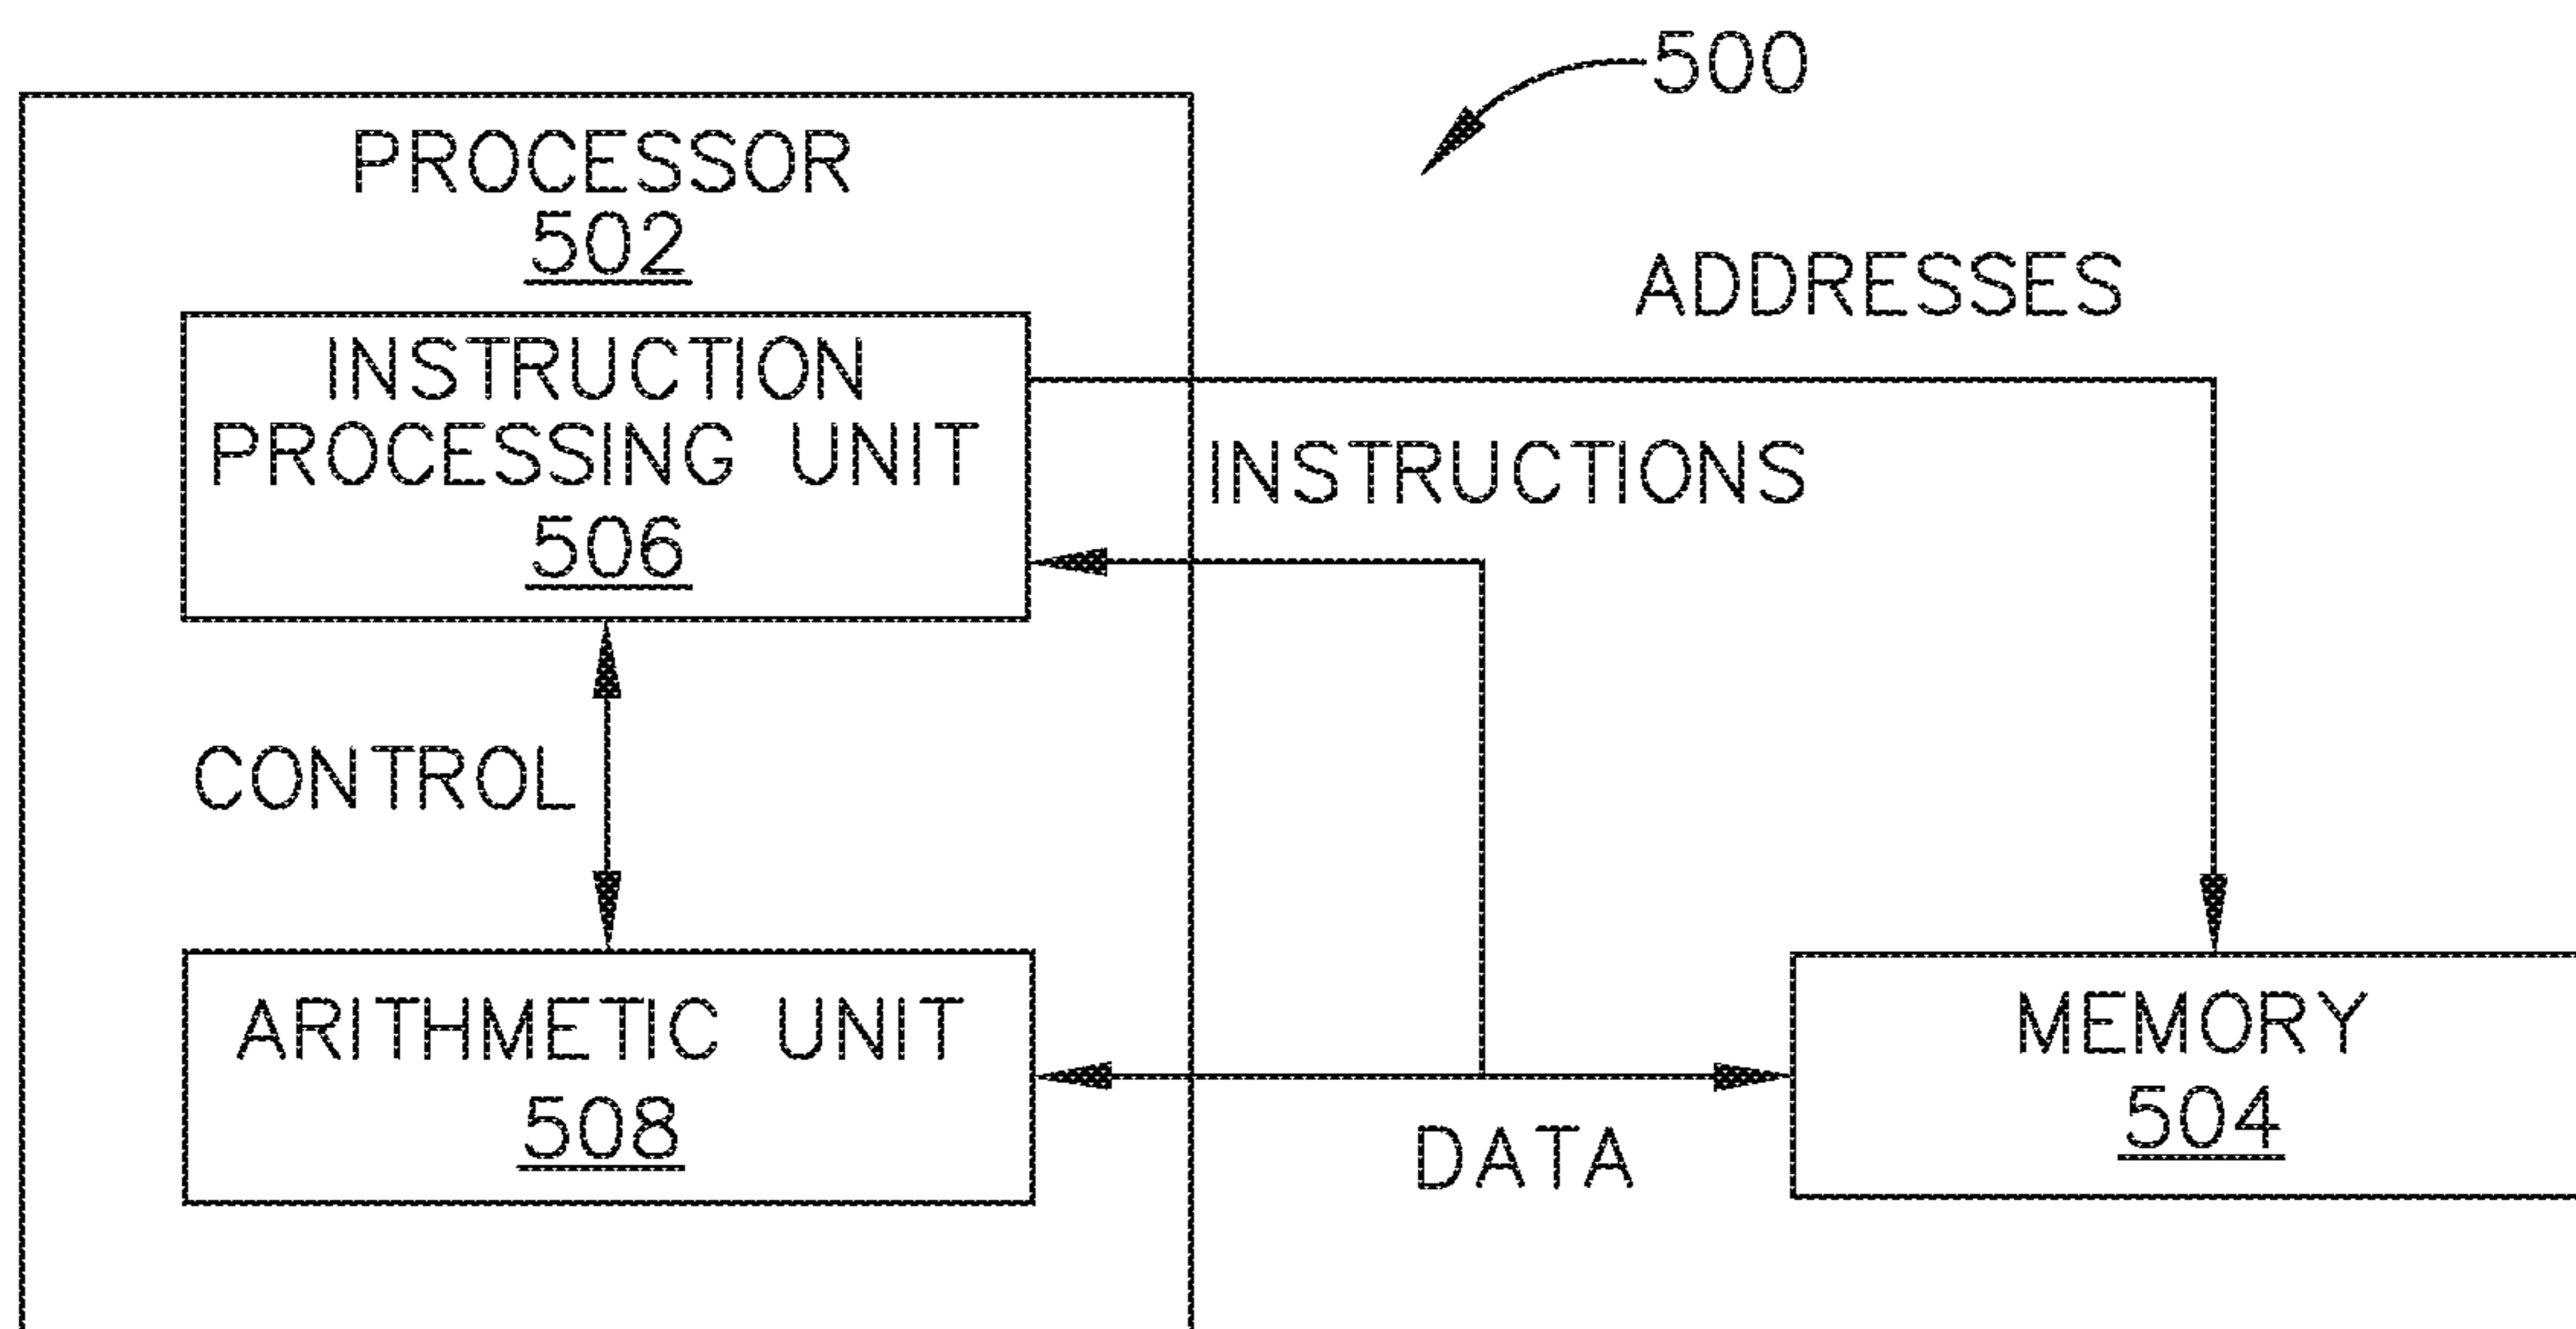 500
PROCESSOR
502
ADDRESSES
INSTRUCTION
PROCESSING UNIT
506
INSTRUCTIONS
CONTROL
ARITHMETIC UNIT
508
DATA
MEMORY
504